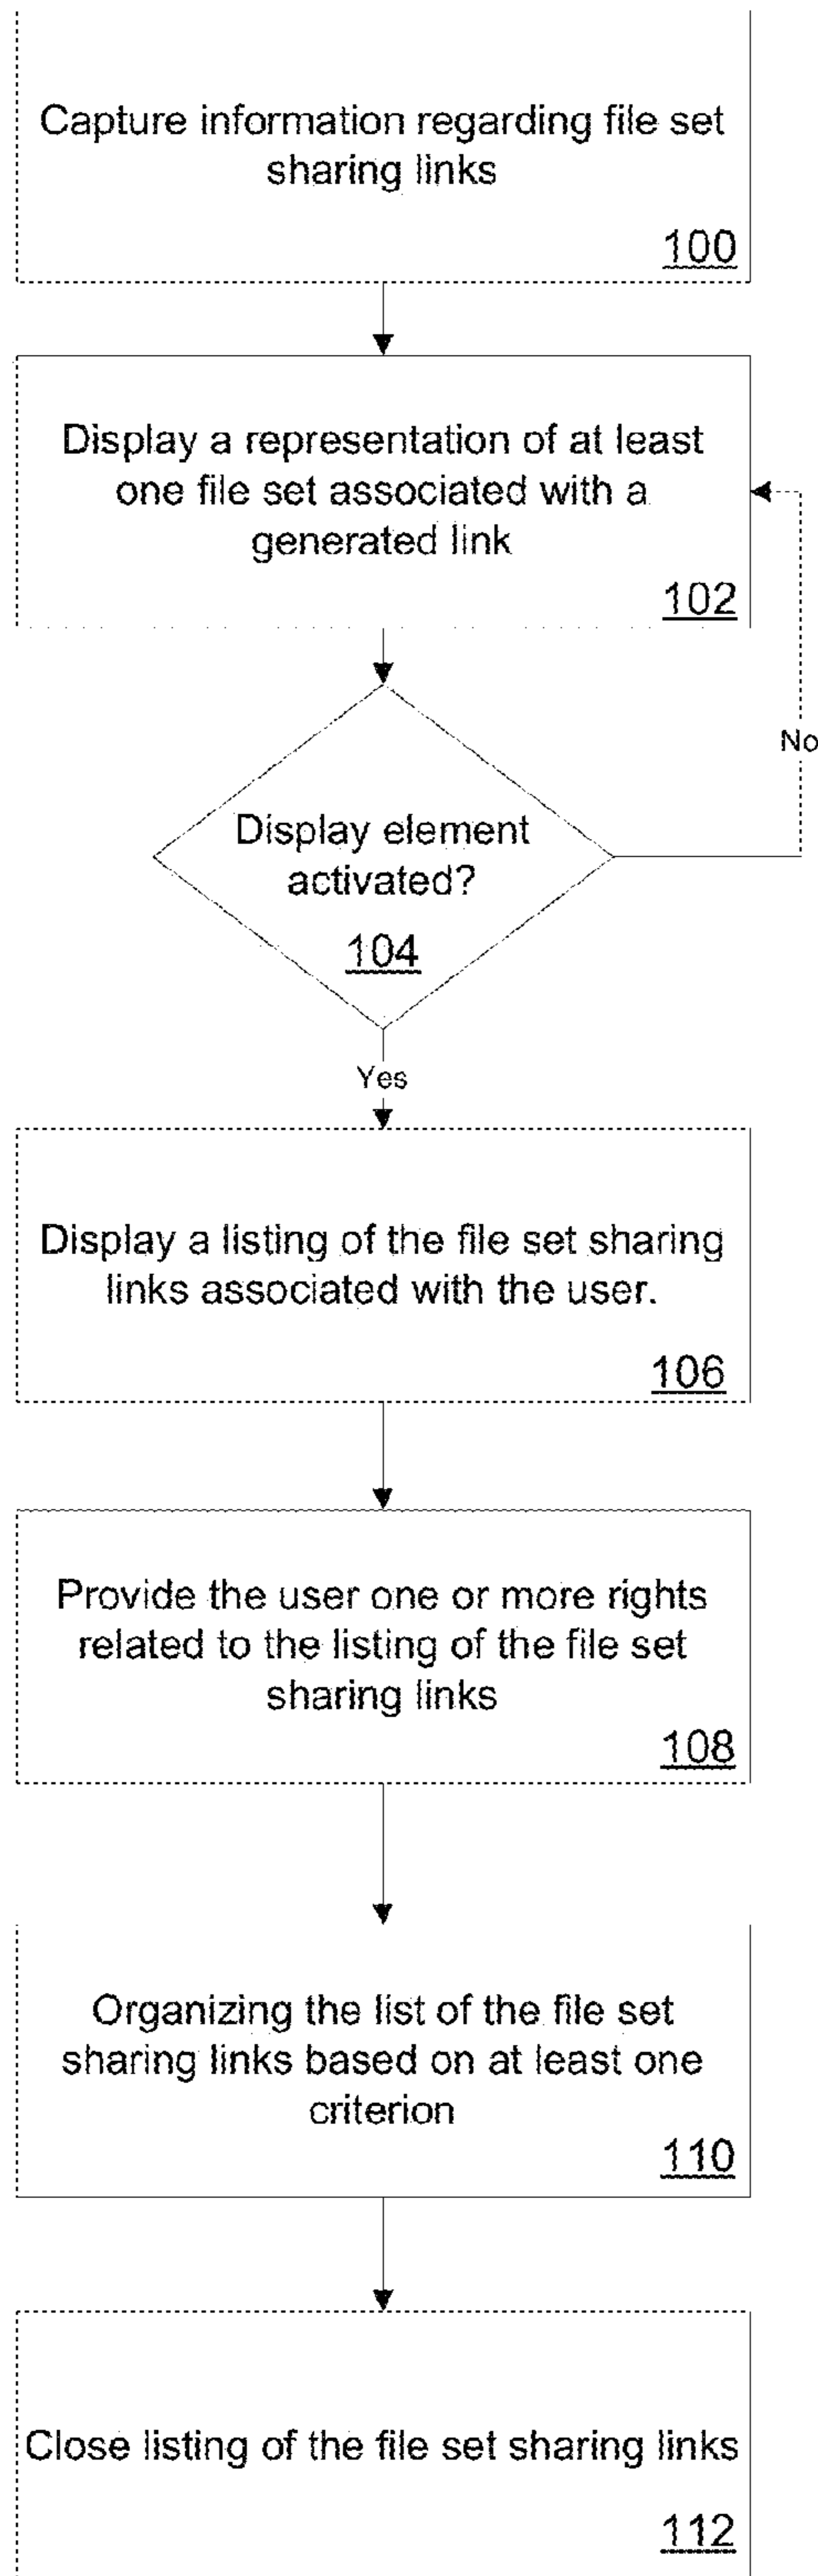 Capture information regarding file set
sharing links
100
Display a representation of at least
one file set associated with a
generated link
102
No
Display element
activated?
104
Yes
Display a listing of the file set sharing
links associated with the user.
106
Provide the user one or more rights
related to the listing of the file set
sharing links
108
Organizing the list of the file set
sharing links based on at least one
criterion
110
Close listing of the file set sharing links
112